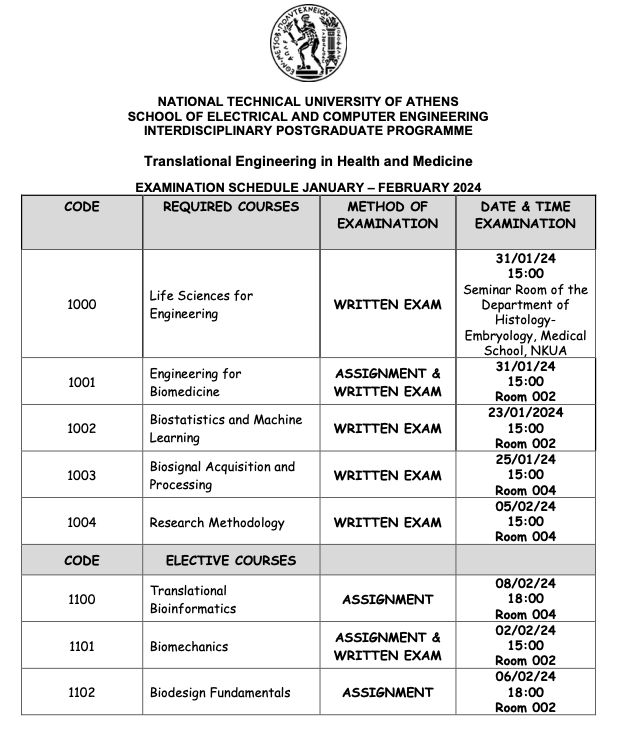 NATIONAL TECHNICAL UNIVERSITY OF ATHENS
SCHOOL OF ELECTRICAL AND COMPUTER ENGINEERING
INTERDISCIPLINARY POSTGRADUATE PROGRAMME
Translational Engineering in Health and Medicine
EXAMINATION SCHEDULE JANUARY – FEBRUARY 2024
CODE
REQUIRED COURSES
METHOD OF
EXAMINATION
DATE & TIME
EXAMINATION
1000
Life Sciences for
Engineering
WRITTEN EXAM
31/01/24
15:00
Seminar Room of the
Department of
Histology-
Embryology, Medical
School, NKUA
1001
Engineering for
Biomedicine
ASSIGNMENT &
WRITTEN EXAM
31/01/24
15:00
Room 002
1002
Biostatistics and Machine
Learning
WRITTEN EXAM
23/01/2024
15:00
Room 002
1003
Biosignal Acquisition and
Processing
WRITTEN EXAM
25/01/24
15:00
Room 004
1004
Research Methodology
WRITTEN EXAM
05/02/24
15:00
Room 004
CODE
ELECTIVE COURSES
1100
Translational
Bioinformatics
ASSIGNMENT
08/02/24
18:00
Room 004
1101
Biomechanics
ASSIGNMENT &
WRITTEN EXAM
02/02/24
15:00
Room 002
1102
Biodesign Fundamentals
ASSIGNMENT
06/02/24
18:00
Room 002